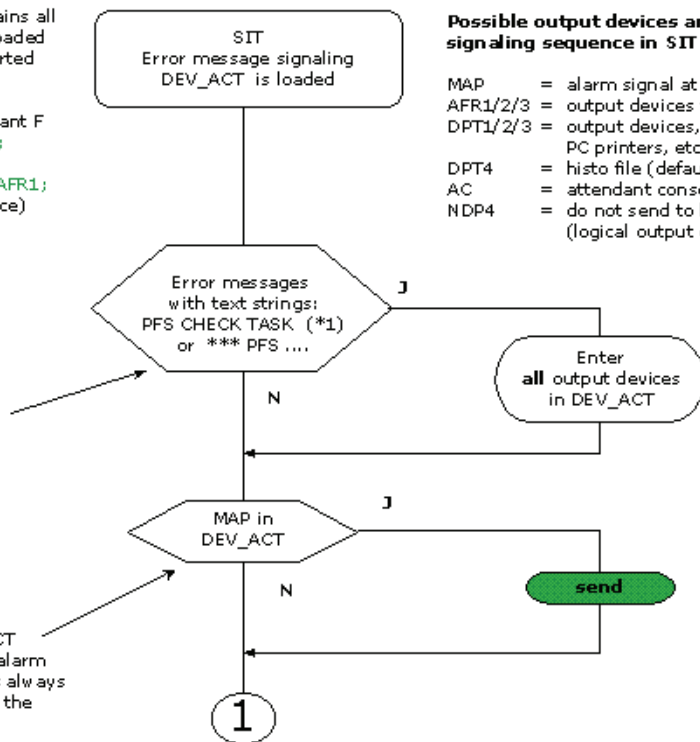 ains all
oaded
rted
ant F
;
AFR1;
ce)
SIT
Error message signaling
DEV_ACT is loaded
Possible output devices a
signaling sequence in SIT
MAP = alarm signal at
AFR1/2/3 = output devices
DPT1/2/3 = output devices,
PC printers, etc
DPT4 = histo file (defau
AC = attendant cons
NDP4 = do not send to
(logical output
Error messages
with text strings:
PFS CHECK TASK (*1)
or *** PFS ....
J
N
Enter
all output devices
in DEV_ACT
MAP in
DEV_ACT
J
N
send
CT
alarm
always
the
1